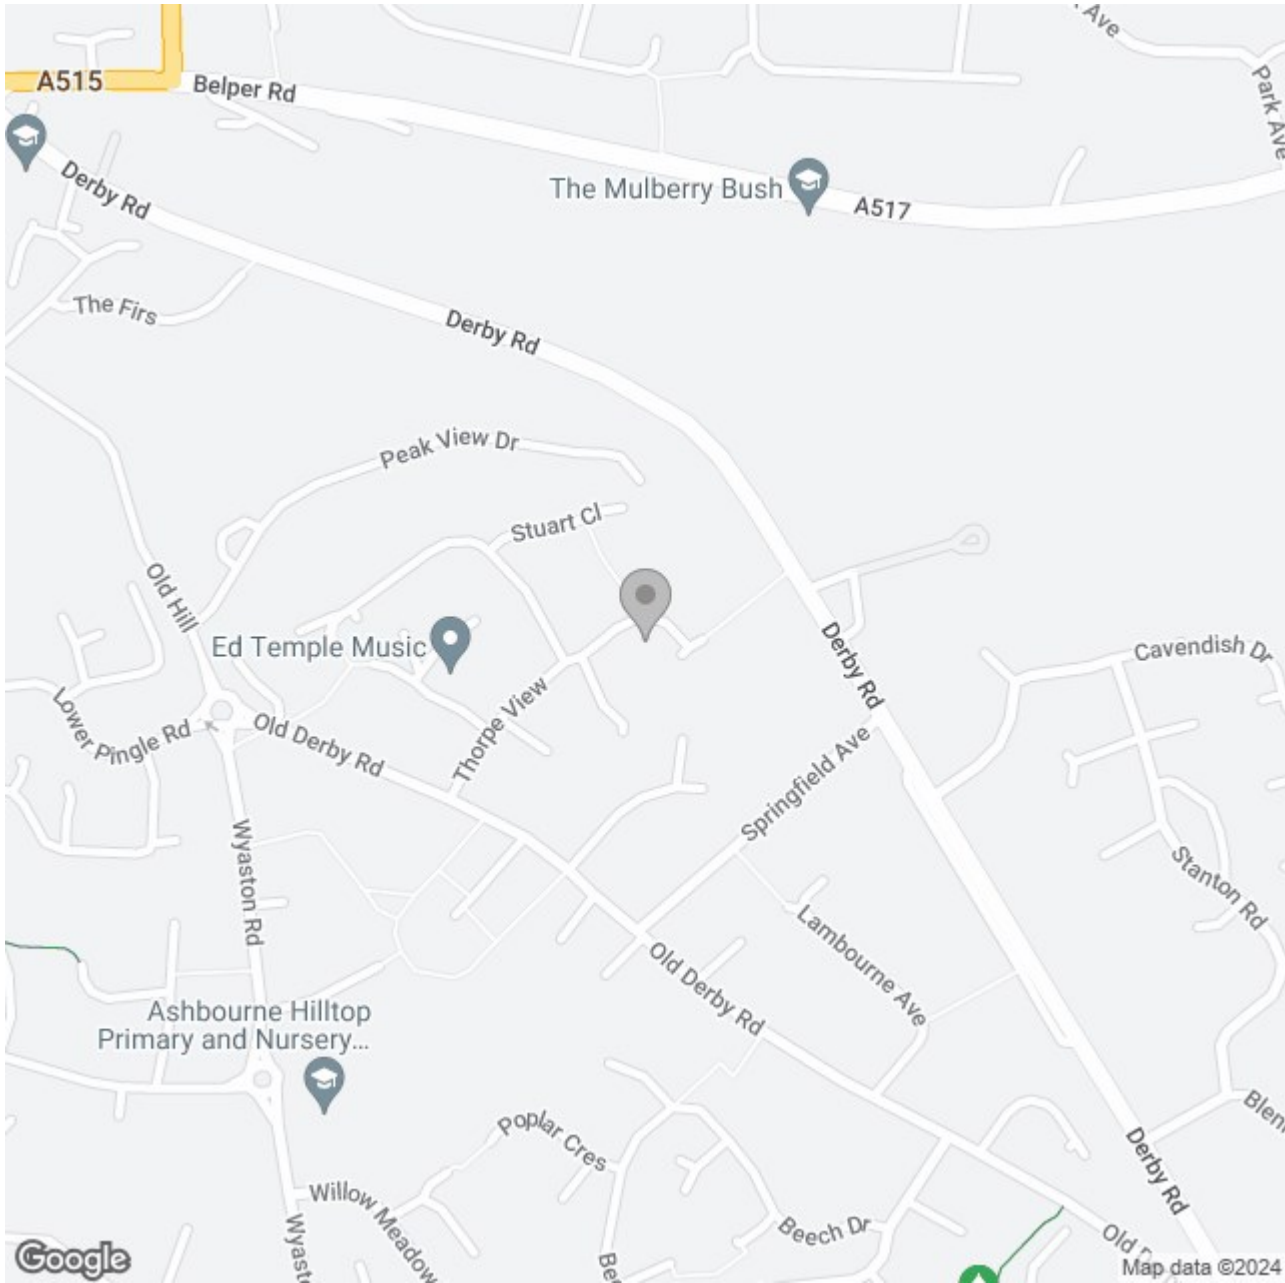 Ave
Park Ave
A515
Belper Rd
Derby Rd
The Mulberry Bush
A517
The Firs
Derby Rd
Peak View Dr
Stuart Cl
Old Hill
Ed Temple Music
Derby Rd
Cavendish Dr
Lower Pingle Rd
Old Derby Rd
Thorpe View
Springfield Ave
Wyaston Rd
Stanton Rd
Lambourne Ave
Old Derby Rd
Ashbourne Hilltop
Primary and Nursery...
Poplar Cres
Derby Rd
Willow Meadow
Wyaston
Beech Dr
Old
Google
Map data ©2024